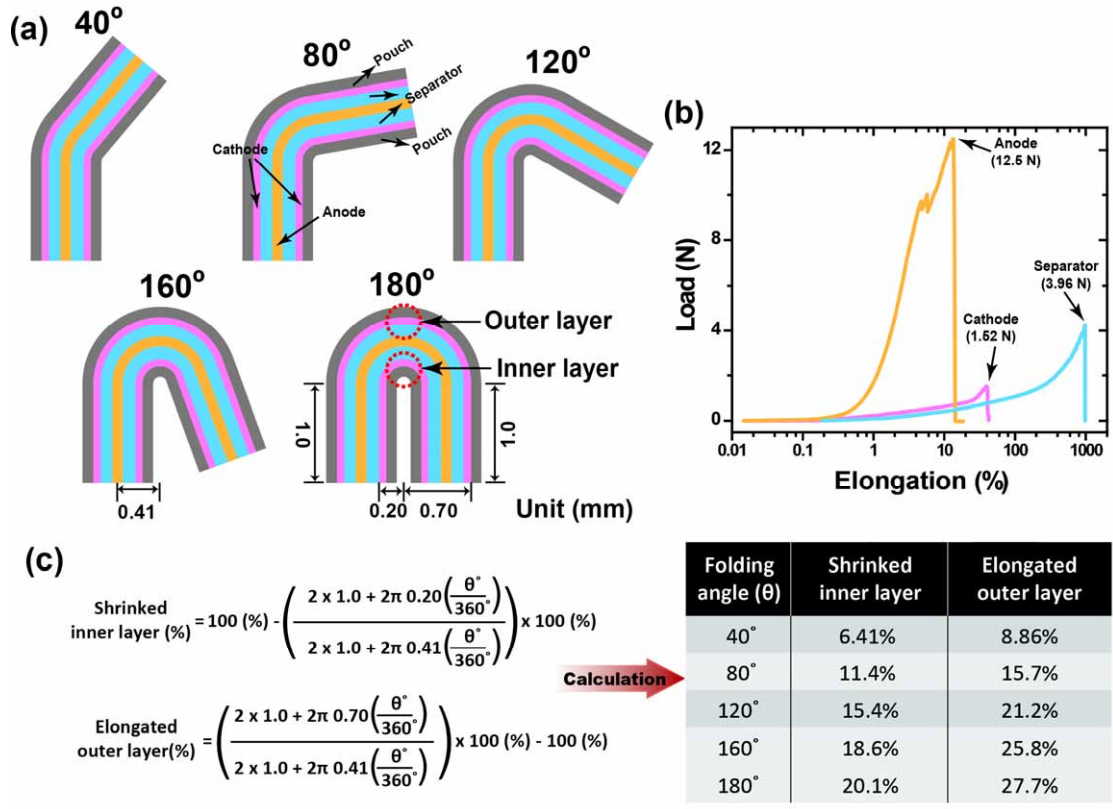 (a)
40°
80°
120°
Pouch
Separator
Pouch
Cathode
Anode
160°
180°
Outer layer
Inner layer
1.0
1.0
0.41
0.20
0.70
Unit (mm)
(b)
Load (N)
12
8
4
0
Anode
(12.5 N)
Separator
(3.96 N)
Cathode
(1.52 N)
0.01 0.1 1 10 100 1000
Elongation (%)
(c)
Shrinked
inner layer (%) = 100 (%) - ( 2 x 1.0 + 2π 0.20 (θ°/360°) / 2 x 1.0 + 2π 0.41 (θ°/360°) ) x 100 (%)
Elongated
outer layer(%) = ( 2 x 1.0 + 2π 0.70 (θ°/360°) / 2 x 1.0 + 2π 0.41 (θ°/360°) ) x 100 (%) - 100 (%)
Calculation
Folding angle (θ) Shrinked inner layer Elongated outer layer
40° 6.41% 8.86%
80° 11.4% 15.7%
120° 15.4% 21.2%
160° 18.6% 25.8%
180° 20.1% 27.7%